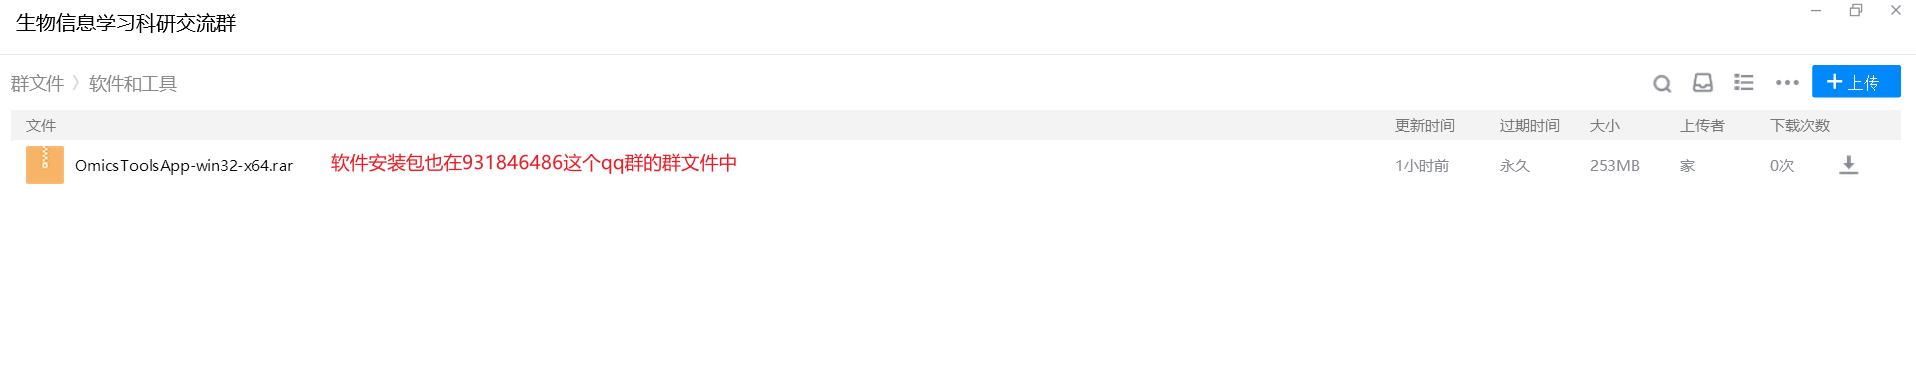 生物信息学习科研交流群
群文件 〉软件和工具
上传
文件 更新时间 过期时间 大小 上传者 下载次数
OmicsToolsApp-win32-x64.rar 软件安装包也在931846486这个qq群的群文件中 1小时前 永久 253MB 家 0次